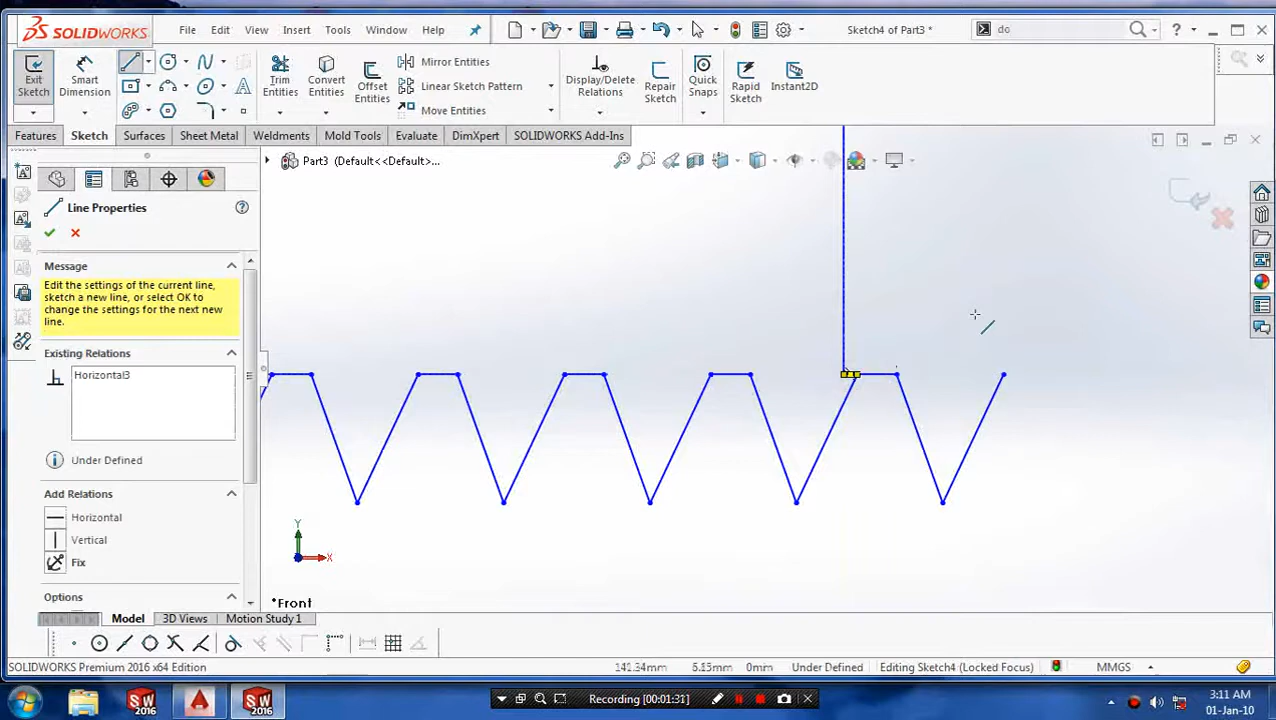 SOLIDWORKS
File Edit View Insert Tools Window Help
Sketch4 of Part3 *
do
Exit Sketch
Smart Dimension
Trim Entities
Convert Entities
Offset Entities
Mirror Entities
Linear Sketch Pattern
Move Entities
Display/Delete Relations
Repair Sketch
Quick Snaps
Rapid Sketch
Instant2D
Features Sketch Surfaces Sheet Metal Weldments Mold Tools Evaluate DimXpert SOLIDWORKS Add-Ins
Part3 (Default<<Default>...
Line Properties
Message
Edit the settings of the current line,
sketch a new line, or select OK to
change the settings for the next new
line.
Existing Relations
Horizontal3
Under Defined
Add Relations
Horizontal
Vertical
Fix
Options
Y
X
*Front
Model 3D Views Motion Study 1
SOLIDWORKS Premium 2016 x64 Edition
141.34mm 5.15mm 0mm Under Defined Editing Sketch4 (Locked Focus) MMGS
SW 2016
SW 2016
Recording [00:01:31]
3:11 AM
01-Jan-10